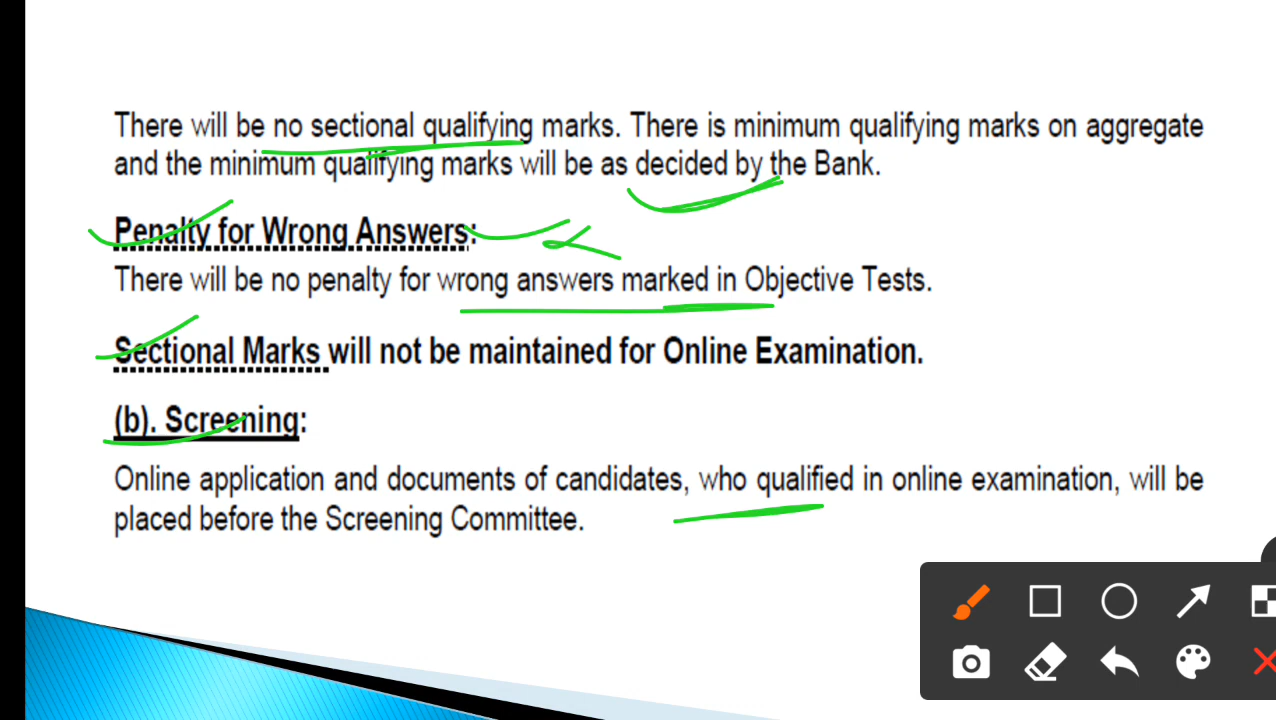 There will be no sectional qualifying marks. There is minimum qualifying marks on aggregate
and the minimum qualifying marks will be as decided by the Bank.
Penalty for Wrong Answers:
There will be no penalty for wrong answers marked in Objective Tests.
Sectional Marks will not be maintained for Online Examination.
(b). Screening:
Online application and documents of candidates, who qualified in online examination, will be
placed before the Screening Committee.